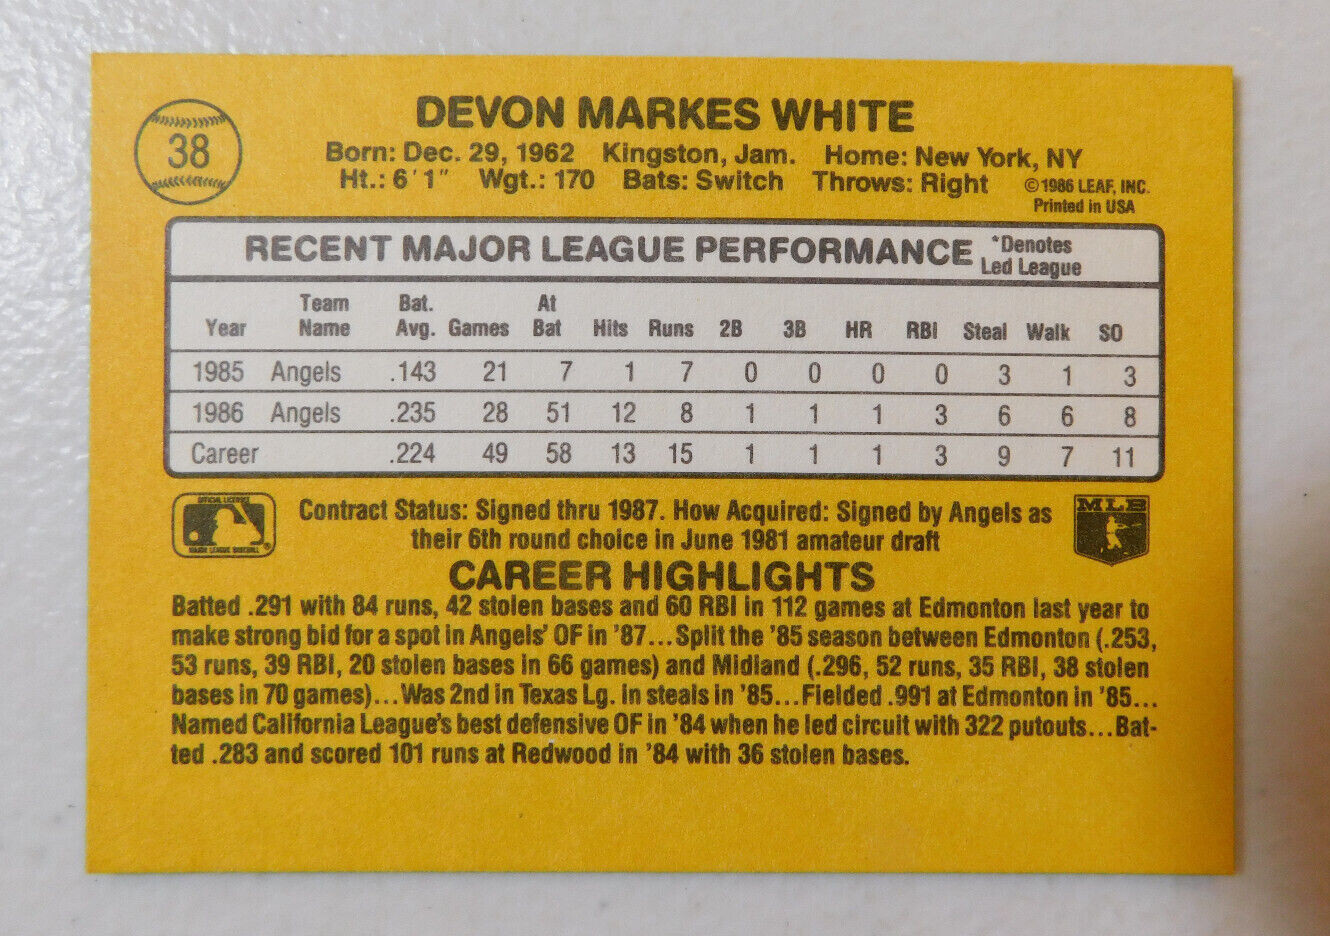 38
DEVON MARKES WHITE
Born: Dec. 29, 1962 Kingston, Jam. Home: New York, NY
Ht.: 6'1" Wgt.: 170 Bats: Switch Throws: Right ©1986 LEAF, INC.
Printed in USA
RECENT MAJOR LEAGUE PERFORMANCE *Denotes
Led League
Team Bat. At
Year Name Avg. Games Bat Hits Runs 2B 3B HR RBI Steal Walk SO
1985 Angels .143 21 7 1 7 0 0 0 0 3 1 3
1986 Angels .235 28 51 12 8 1 1 1 3 6 6 8
Career .224 49 58 13 15 1 1 1 3 9 7 11
OFFICIAL LICENSEE
MAJOR LEAGUE BASEBALL
®
Contract Status: Signed thru 1987. How Acquired: Signed by Angels as
their 6th round choice in June 1981 amateur draft
MLB
CAREER HIGHLIGHTS
Batted .291 with 84 runs, 42 stolen bases and 60 RBI in 112 games at Edmonton last year to
make strong bid for a spot in Angels' OF in '87...Split the '85 season between Edmonton (.253,
53 runs, 39 RBI, 20 stolen bases in 66 games) and Midland (.296, 52 runs, 35 RBI, 38 stolen
bases in 70 games)...Was 2nd in Texas Lg. in steals in '85...Fielded .991 at Edmonton in '85...
Named California League's best defensive OF in '84 when he led circuit with 322 putouts...Bat-
ted .283 and scored 101 runs at Redwood in '84 with 36 stolen bases.